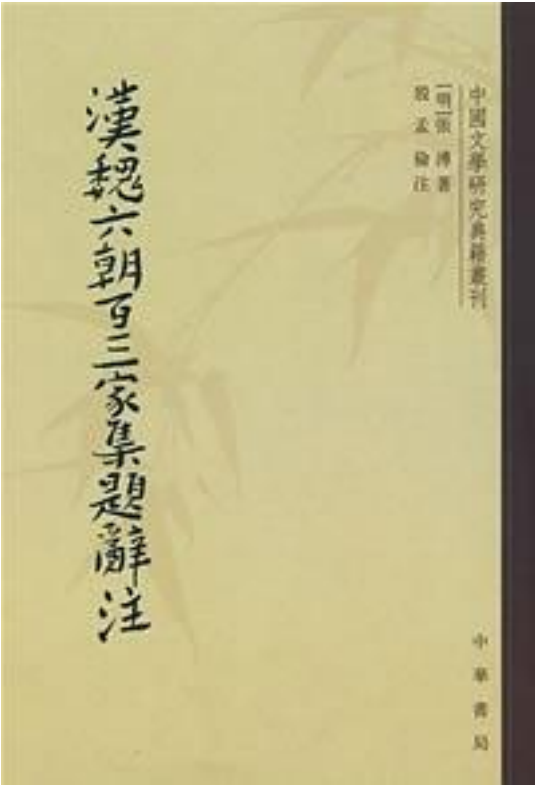 中國文學研究典籍叢刊
[明]張溥著
殷孟倫注
漢魏六朝百三家集題辭注
中華書局